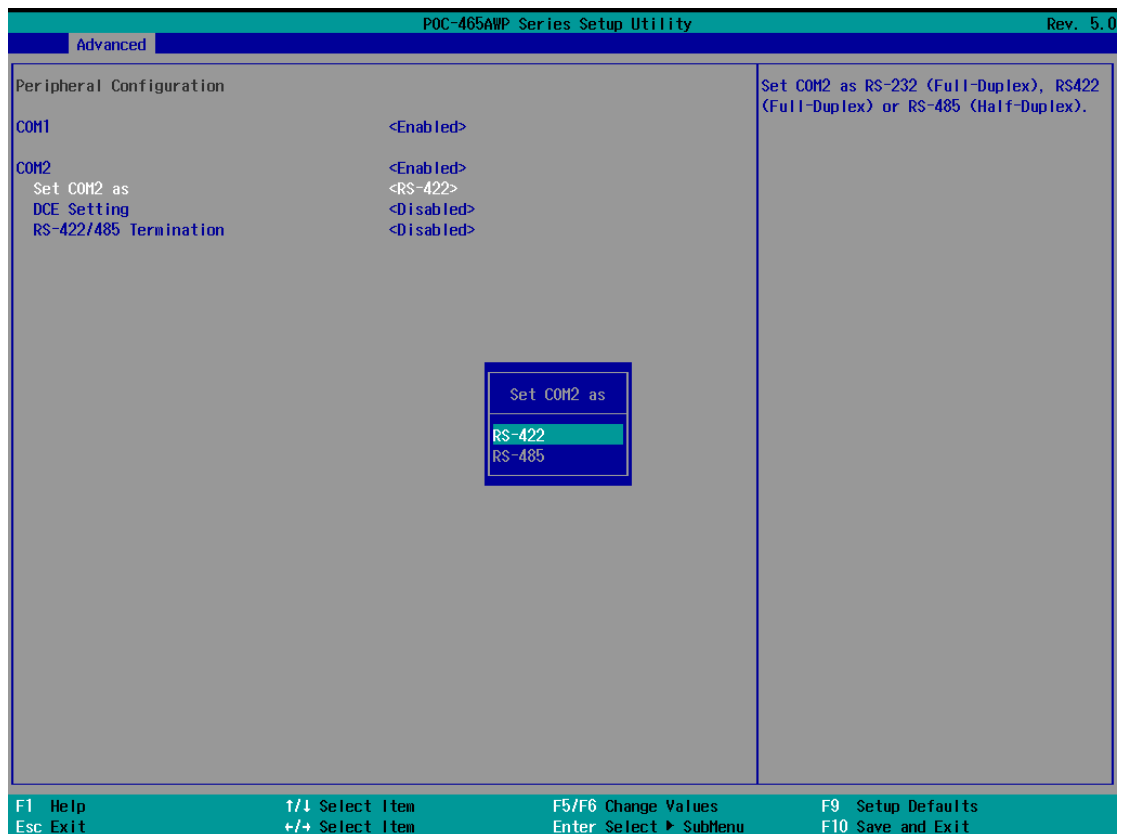 POC-465AWP Series Setup Utility Rev. 5.0
Advanced
Peripheral Configuration
COM1 <Enabled>
COM2 <Enabled>
Set COM2 as <RS-422>
DCE Setting <Disabled>
RS-422/485 Termination <Disabled>
Set COM2 as RS-232 (Full-Duplex), RS422
(Full-Duplex) or RS-485 (Half-Duplex).
Set COM2 as
RS-422
RS-485
F1 Help ↑/↓ Select Item F5/F6 Change Values F9 Setup Defaults
Esc Exit ←/→ Select Item Enter Select ▶ SubMenu F10 Save and Exit